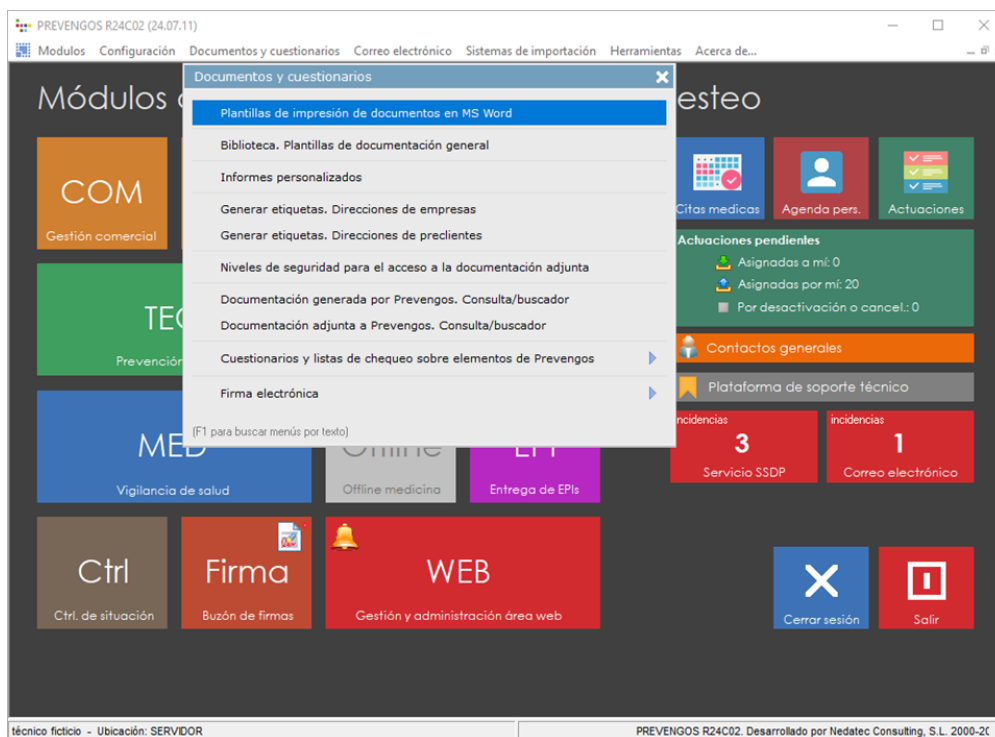 PREVENGOS R24C02 (24.07.11)
Modulos Configuración Documentos y cuestionarios Correo electrónico Sistemas de importación Herramientas Acerca de...
Módulos
esteo
Documentos y cuestionarios
Plantillas de impresión de documentos en MS Word
Biblioteca. Plantillas de documentación general
Informes personalizados
Generar etiquetas. Direcciones de empresas
Generar etiquetas. Direcciones de preclientes
Niveles de seguridad para el acceso a la documentación adjunta
Documentación generada por Prevengos. Consulta/buscador
Documentación adjunta a Prevengos. Consulta/buscador
Cuestionarios y listas de chequeo sobre elementos de Prevengos
Firma electrónica
(F1 para buscar menús por texto)
COM
Gestión comercial
Citas medicas
Agenda pers.
Actuaciones
Actuaciones pendientes
Asignadas a mí: 0
Asignadas por mí: 20
Por desactivación o cancel.: 0
TEC
Prevención
Contactos generales
Plataforma de soporte técnico
MED
Vigilancia de salud
Offline
Offline medicina
EPI
Entrega de EPIs
incidencias
3
Servicio SSDP
incidencias
1
Correo electrónico
Ctrl
Ctrl. de situación
Firma
Buzón de firmas
WEB
Gestión y administración área web
Cerrar sesión
Salir
técnico ficticio - Ubicación: SERVIDOR
PREVENGOS R24C02. Desarrollado por Nedatec Consulting, S.L. 2000-20